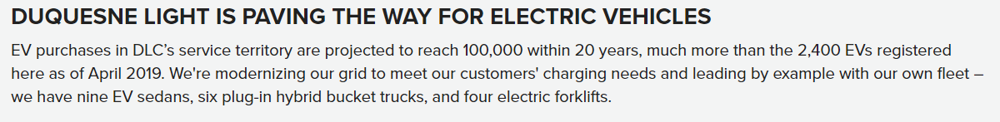 DUQUESNE LIGHT IS PAVING THE WAY FOR ELECTRIC VEHICLES
EV purchases in DLC’s service territory are projected to reach 100,000 within 20 years, much more than the 2,400 EVs registered
here as of April 2019. We're modernizing our grid to meet our customers' charging needs and leading by example with our own fleet –
we have nine EV sedans, six plug-in hybrid bucket trucks, and four electric forklifts.